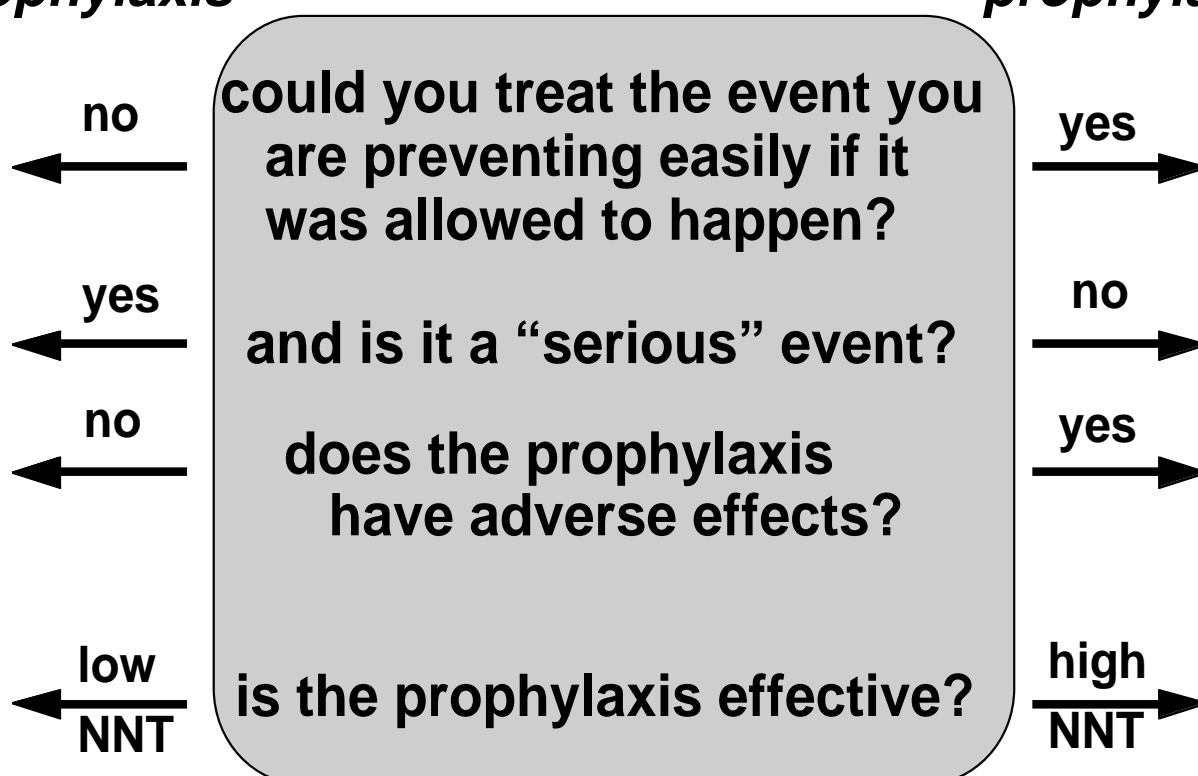 no
could you treat the event you
are preventing easily if it
was allowed to happen?
yes
yes
and is it a “serious” event?
no
no
does the prophylaxis
have adverse effects?
yes
low
NNT
is the prophylaxis effective?
high
NNT